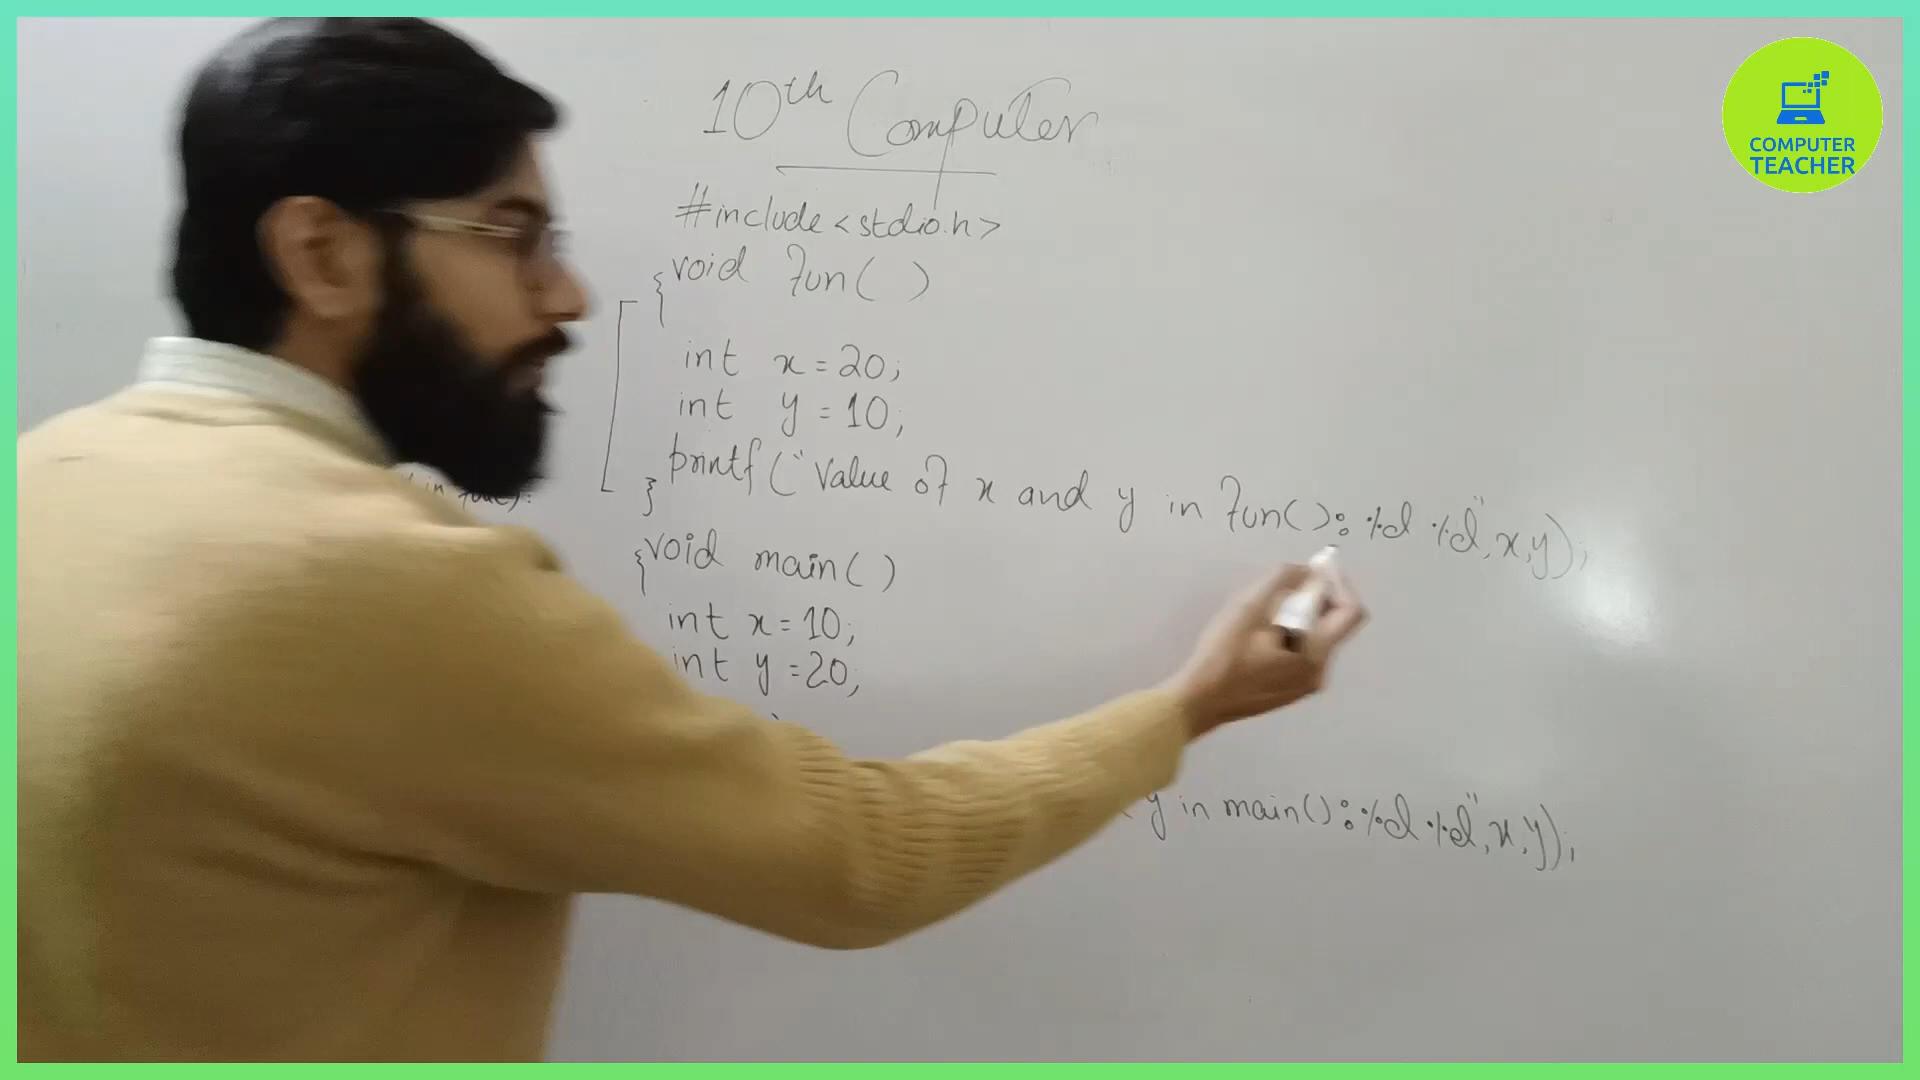 10th Computer
COMPUTER
TEACHER
#include<stdio.h>
void fun( )
{
int x=20;
int y=10;
printf("Value of x and y in fun():%d %d",x,y);
}
void main( )
{
int x=10;
int y=20;
y in main():%d %d",x,y);